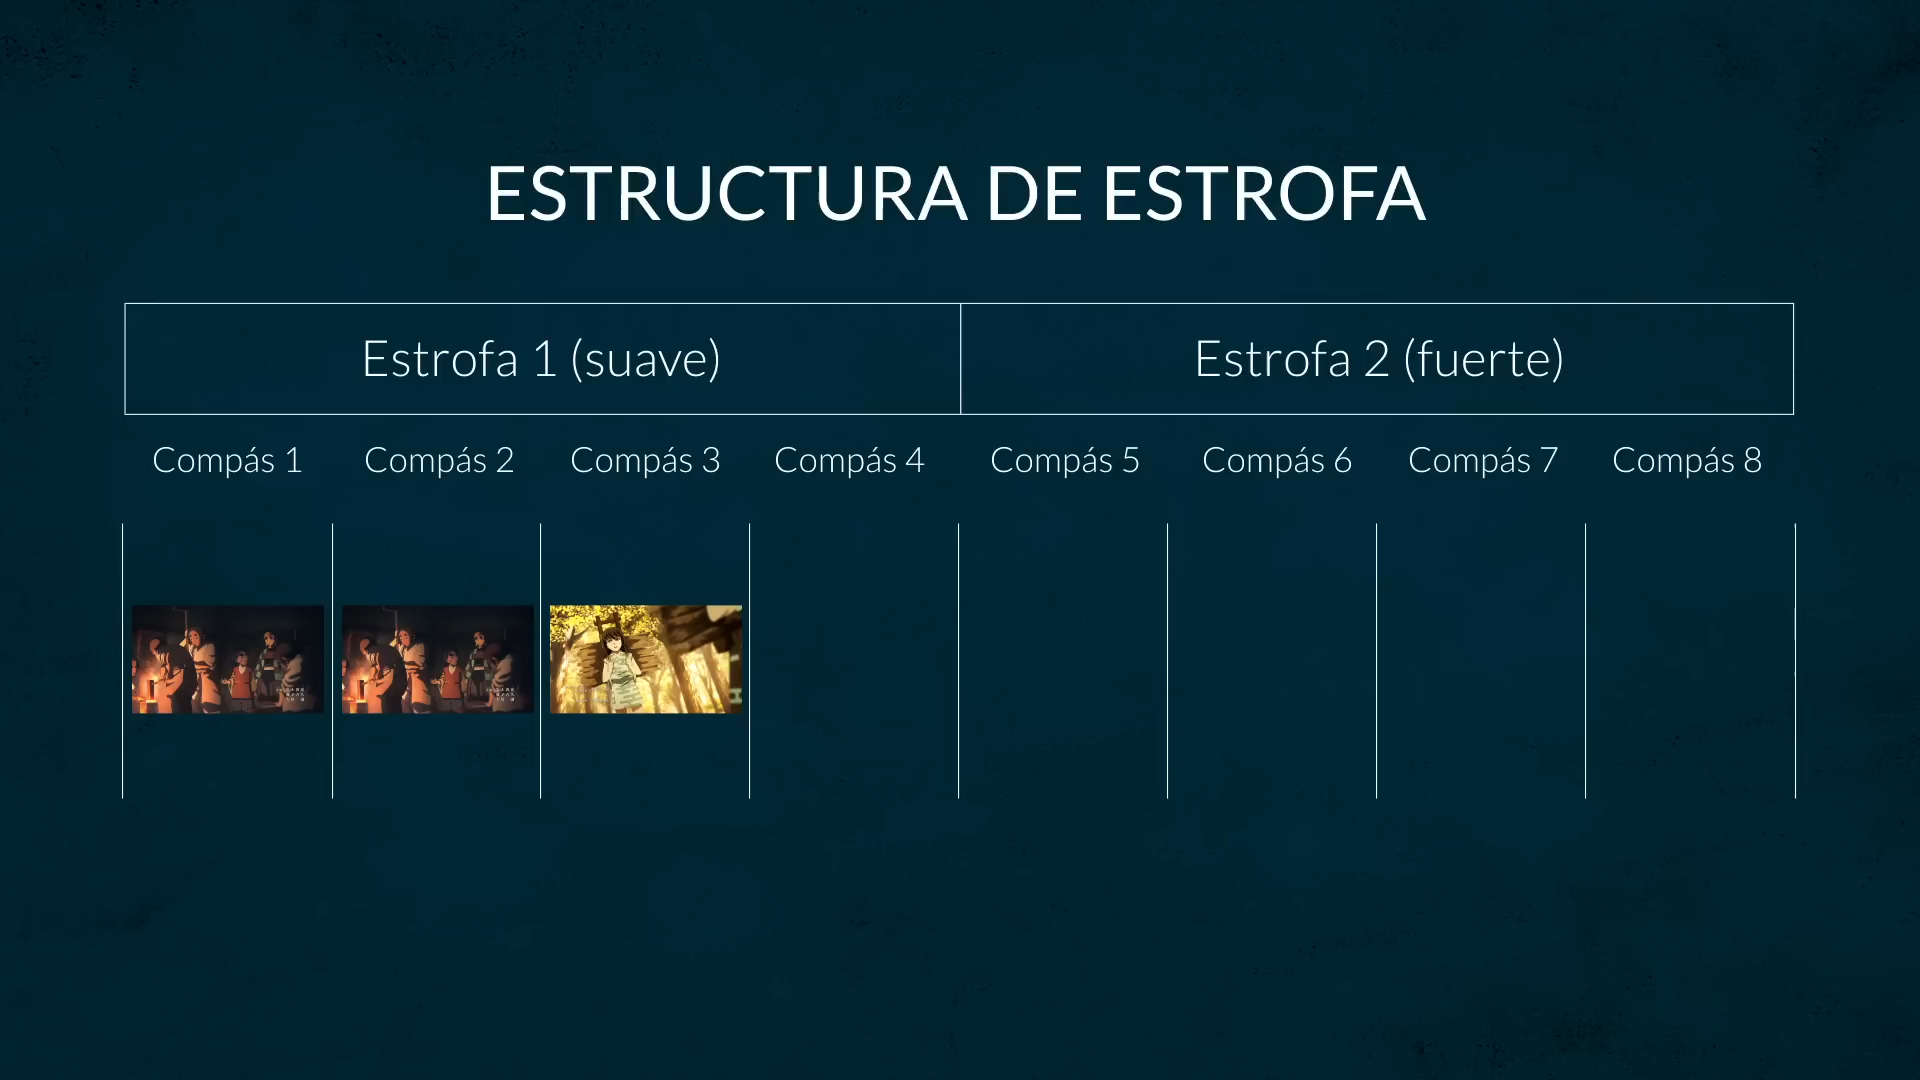 ESTRUCTURA DE ESTROFA
Estrofa 1 (suave)
Estrofa 2 (fuerte)
Compás 1
Compás 2
Compás 3
Compás 4
Compás 5
Compás 6
Compás 7
Compás 8